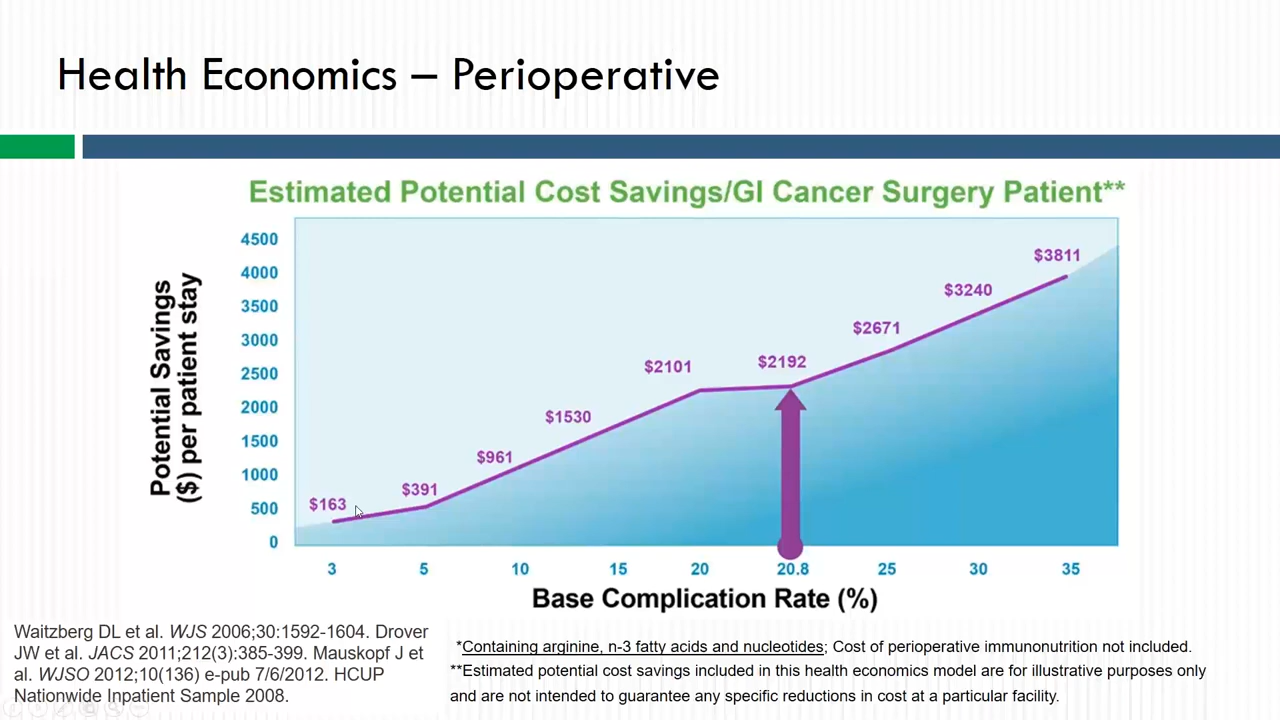 Health Economics – Perioperative
Estimated Potential Cost Savings/GI Cancer Surgery Patient**
Potential Savings
($) per patient stay
4500
4000
3500
3000
2500
2000
1500
1000
500
0
$163
$391
$961
$1530
$2101
$2192
$2671
$3240
$3811
3
5
10
15
20
20.8
25
30
35
Base Complication Rate (%)
Waitzberg DL et al. WJS 2006;30:1592-1604. Drover
JW et al. JACS 2011;212(3):385-399. Mauskopf J et
al. WJSO 2012;10(136) e-pub 7/6/2012. HCUP
Nationwide Inpatient Sample 2008.
*Containing arginine, n-3 fatty acids and nucleotides; Cost of perioperative immunonutrition not included.
**Estimated potential cost savings included in this health economics model are for illustrative purposes only
and are not intended to guarantee any specific reductions in cost at a particular facility.